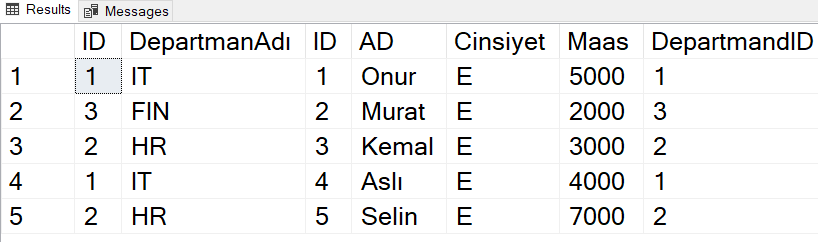 Results Messages
ID DepartmanAdı ID AD Cinsiyet Maas DepartmandID
1 1 IT 1 Onur E 5000 1
2 3 FIN 2 Murat E 2000 3
3 2 HR 3 Kemal E 3000 2
4 1 IT 4 Aslı E 4000 1
5 2 HR 5 Selin E 7000 2